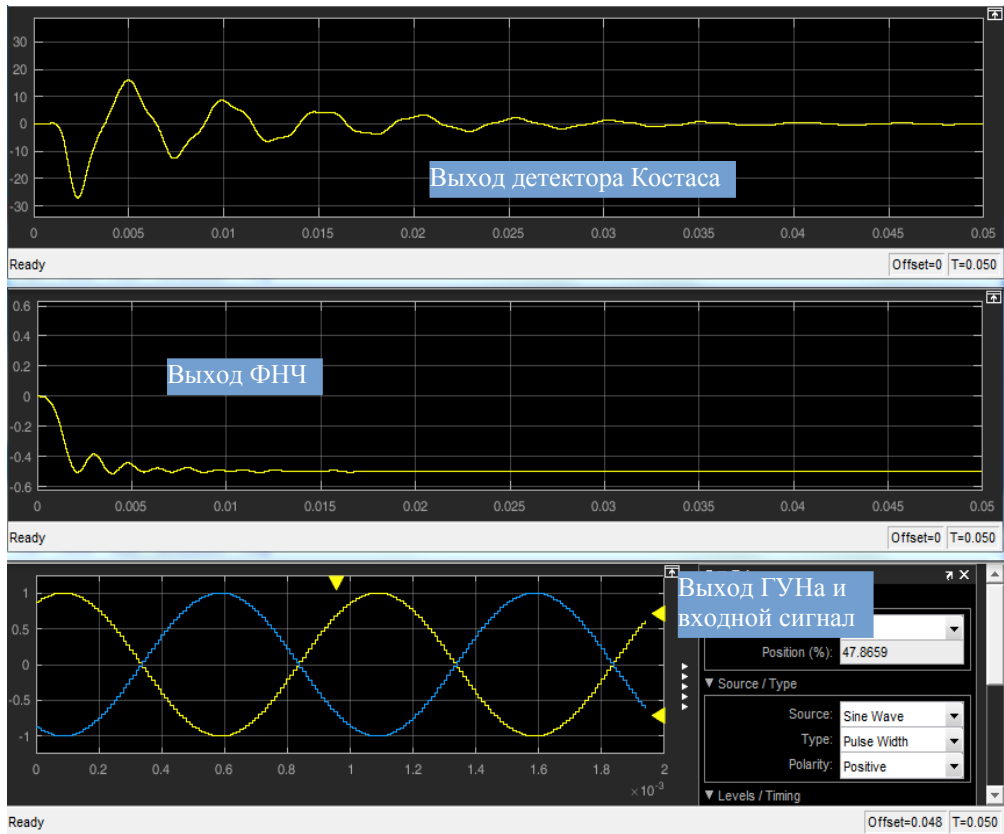 30
20
10
0
-10
-20
-30
Выход детектора Костаса
0 0.005 0.01 0.015 0.02 0.025 0.03 0.035 0.04 0.045 0.05
Ready Offset=0 T=0.050
0.6
0.4
0.2
0
-0.2
-0.4
-0.6
Выход ФНЧ
0 0.005 0.01 0.015 0.02 0.025 0.03 0.035 0.04 0.045 0.05
Ready Offset=0 T=0.050
1
0.5
0
-0.5
-1
0 0.2 0.4 0.6 0.8 1 1.2 1.4 1.6 1.8 2
×10⁻³
Выход ГУНа и
входной сигнал
Position (%): 47.8659
▼ Source / Type
Source: Sine Wave
Type: Pulse Width
Polarity: Positive
▼ Levels / Timing
Ready Offset=0.048 T=0.050